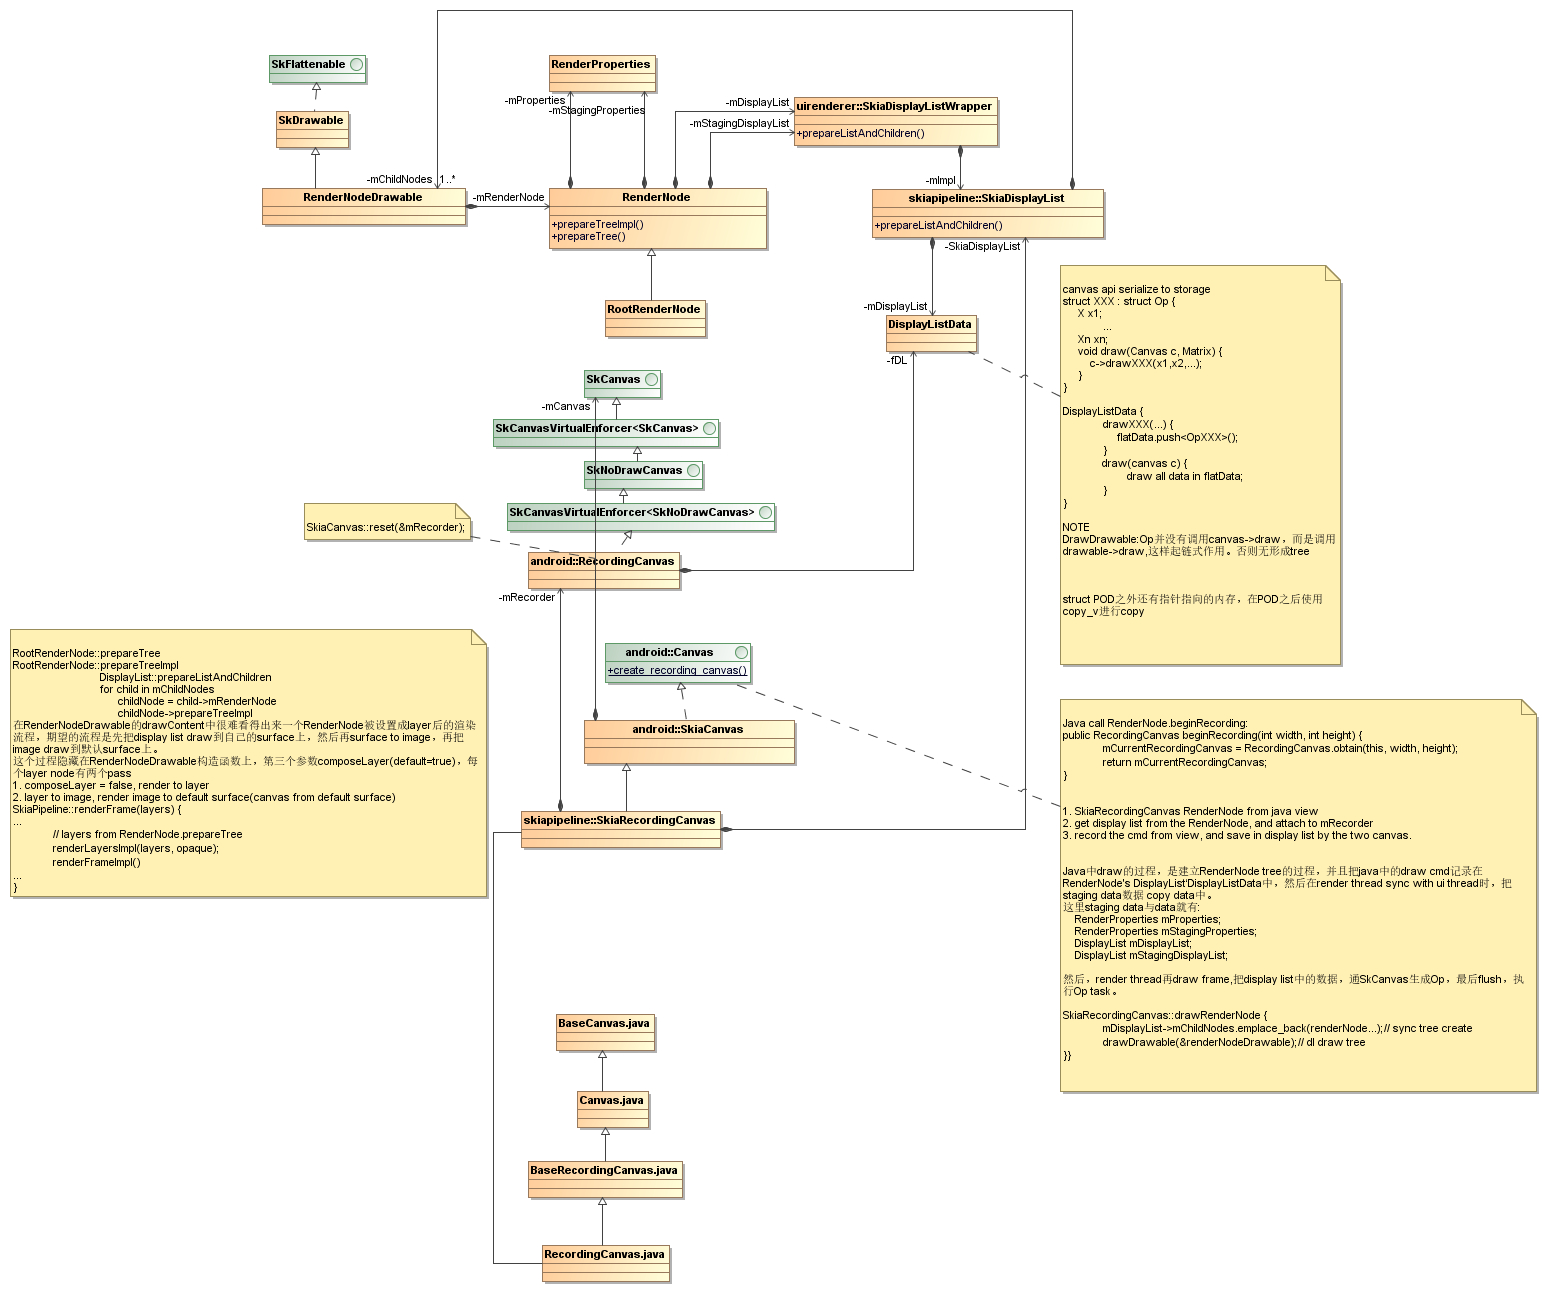 SkFlattenable
SkDrawable
-mChildNodes 1..*
RenderNodeDrawable
-mRenderNode
RenderProperties
-mProperties
-mStagingProperties
-mDisplayList
-mStagingDisplayList
uirenderer::SkiaDisplayListWrapper
+prepareListAndChildren()
-mImpl
RenderNode
+prepareTreeImpl()
+prepareTree()
skiapipeline::SkiaDisplayList
+prepareListAndChildren()
-SkiaDisplayList
RootRenderNode
-mDisplayList
DisplayListData
-fDL
canvas api serialize to storage
struct XXX : struct Op {
X x1;
...
Xn xn;
void draw(Canvas c, Matrix) {
c->drawXXX(x1,x2,...);
}
}
DisplayListData {
drawXXX(...) {
flatData.push<OpXXX>();
}
draw(canvas c) {
draw all data in flatData;
}
}
NOTE
DrawDrawable:Op并没有调用canvas->draw，而是调用
drawable->draw,这样起链式作用。否则无形成tree
struct POD之外还有指针指向的内存，在POD之后使用
copy_v进行copy
SkCanvas
-mCanvas
SkCanvasVirtualEnforcer<SkCanvas>
SkNoDrawCanvas
SkCanvasVirtualEnforcer<SkNoDrawCanvas>
SkiaCanvas::reset(&mRecorder);
android::RecordingCanvas
-mRecorder
RootRenderNode::prepareTree
RootRenderNode::prepareTreeImpl
DisplayList::prepareListAndChildren
for child in mChildNodes
childNode = child->mRenderNode
childNode->prepareTreeImpl
在RenderNodeDrawable的drawContent中很难看得出来一个RenderNode被设置成layer后的渲染
流程，期望的流程是先把display list draw到自己的surface上，然后再surface to image，再把
image draw到默认surface上。
这个过程隐藏在RenderNodeDrawable构造函数上，第三个参数composeLayer(default=true)，每
个layer node有两个pass
1. composeLayer = false, render to layer
2. layer to image, render image to default surface(canvas from default surface)
SkiaPipeline::renderFrame(layers) {
...
// layers from RenderNode.prepareTree
renderLayersImpl(layers, opaque);
renderFrameImpl()
...
}
android::Canvas
+create_recording_canvas()
android::SkiaCanvas
skiapipeline::SkiaRecordingCanvas
Java call RenderNode.beginRecording:
public RecordingCanvas beginRecording(int width, int height) {
mCurrentRecordingCanvas = RecordingCanvas.obtain(this, width, height);
return mCurrentRecordingCanvas;
}
1. SkiaRecordingCanvas RenderNode from java view
2. get display list from the RenderNode, and attach to mRecorder
3. record the cmd from view, and save in display list by the two canvas.
Java中draw的过程，是建立RenderNode tree的过程，并且把java中的draw cmd记录在
RenderNode's DisplayList'DisplayListData中，然后在render thread sync with ui thread时，把
staging data数据 copy data中。
这里staging data与data就有:
RenderProperties mProperties;
RenderProperties mStagingProperties;
DisplayList mDisplayList;
DisplayList mStagingDisplayList;
然后，render thread再draw frame,把display list中的数据，通SkCanvas生成Op，最后flush，执
行Op task。
SkiaRecordingCanvas::drawRenderNode {
mDisplayList->mChildNodes.emplace_back(renderNode...);// sync tree create
drawDrawable(&renderNodeDrawable);// dl draw tree
}}
BaseCanvas.java
Canvas.java
BaseRecordingCanvas.java
RecordingCanvas.java